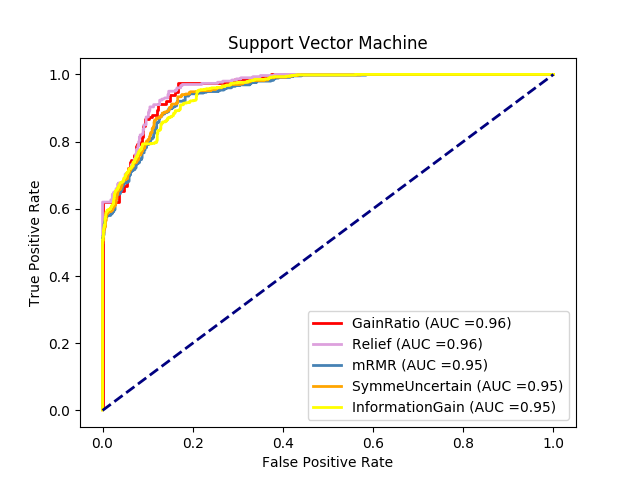 Support Vector Machine
1.0
0.8
0.6
0.4
0.2
0.0
True Positive Rate
GainRatio (AUC =0.96)
Relief (AUC =0.96)
mRMR (AUC =0.95)
SymmeUncertain (AUC =0.95)
InformationGain (AUC =0.95)
0.0 0.2 0.4 0.6 0.8 1.0
False Positive Rate